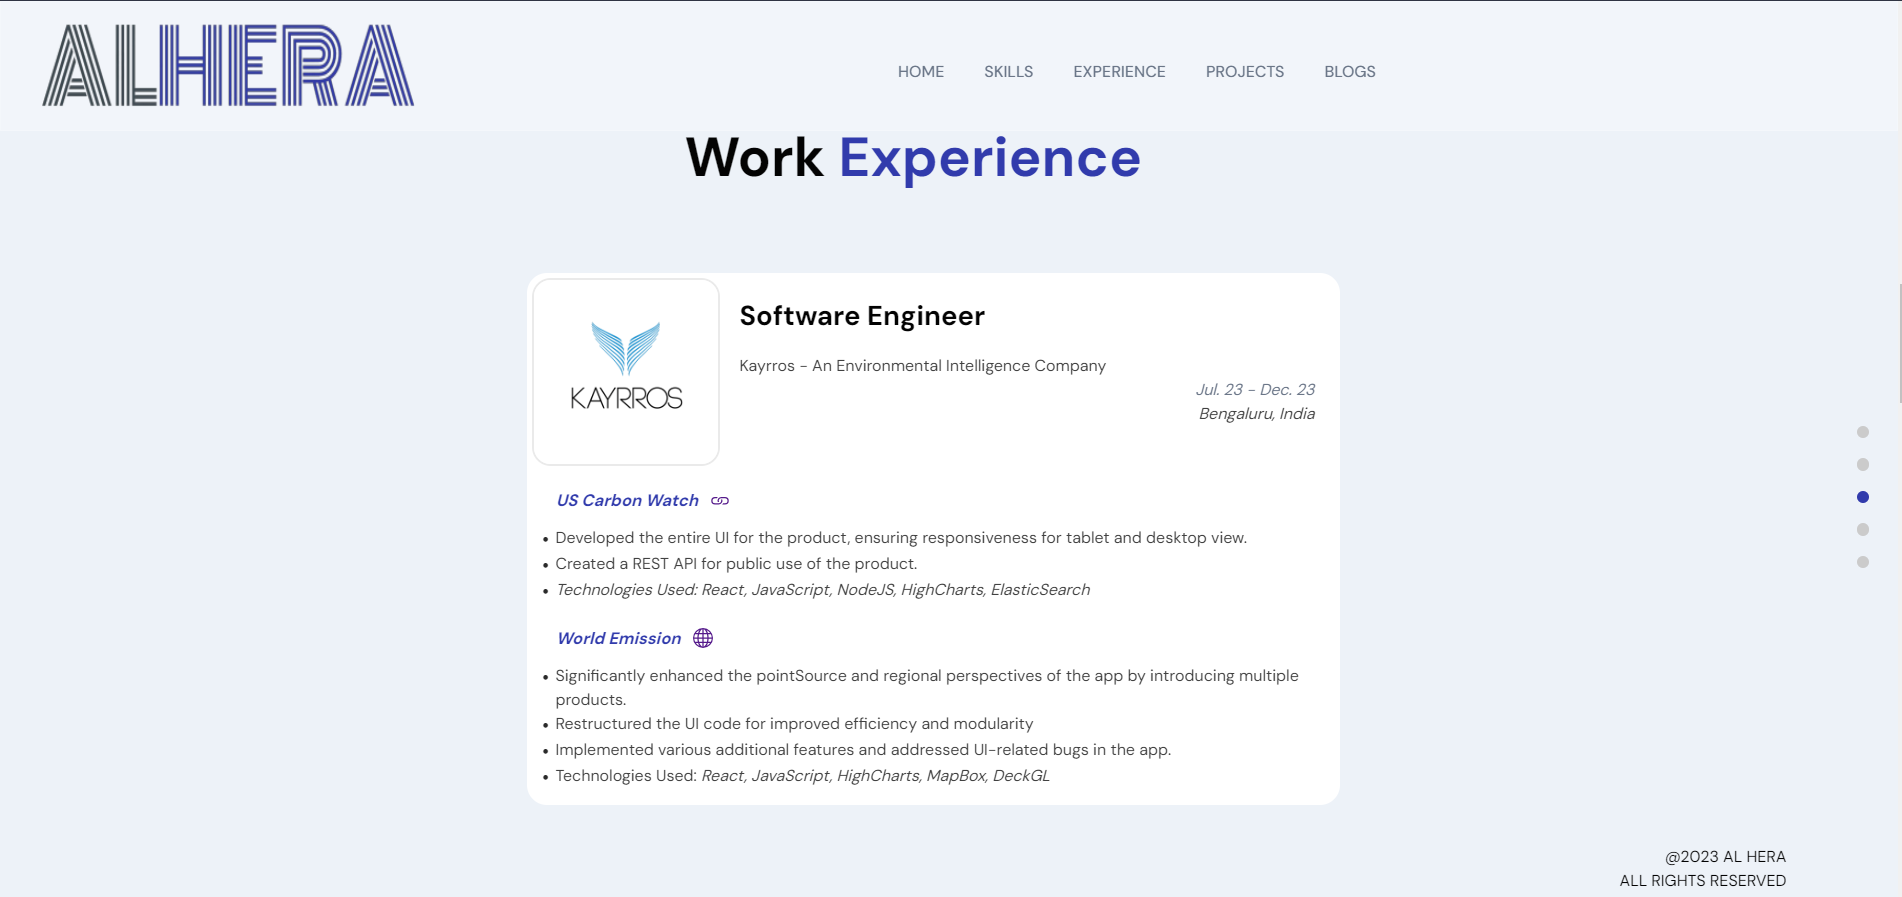 ALHERA
HOME SKILLS EXPERIENCE PROJECTS BLOGS
Work Experience
KAYRROS
Software Engineer
Kayrros - An Environmental Intelligence Company
Jul. 23 - Dec. 23
Bengaluru, India
US Carbon Watch
• Developed the entire UI for the product, ensuring responsiveness for tablet and desktop view.
• Created a REST API for public use of the product.
• Technologies Used: React, JavaScript, NodeJS, HighCharts, ElasticSearch
World Emission
• Significantly enhanced the pointSource and regional perspectives of the app by introducing multiple
products.
• Restructured the UI code for improved efficiency and modularity
• Implemented various additional features and addressed UI-related bugs in the app.
• Technologies Used: React, JavaScript, HighCharts, MapBox, DeckGL
@2023 AL HERA
ALL RIGHTS RESERVED